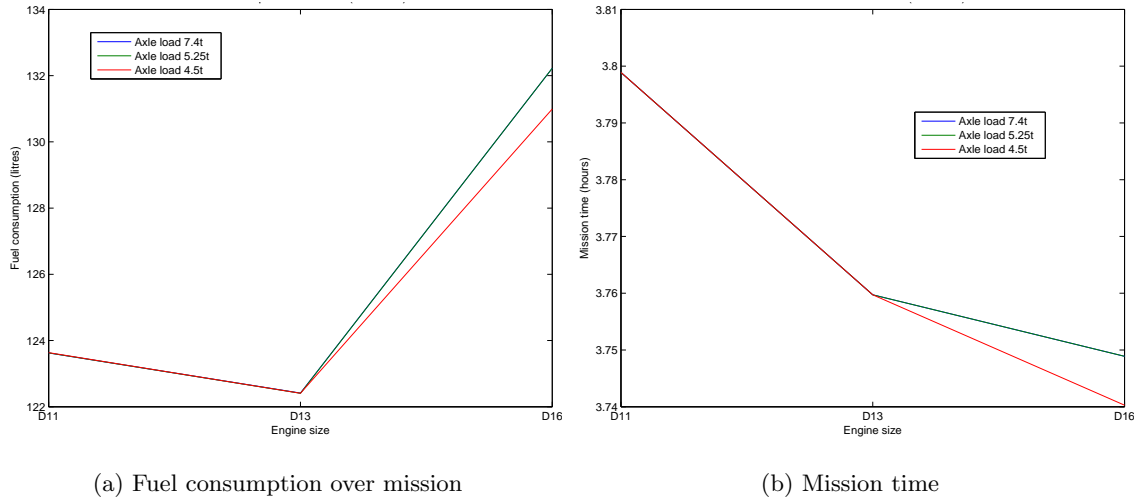 134
132
130
128
126
124
122
Fuel consumption (litres)
Axle load 7.4t
Axle load 5.25t
Axle load 4.5t
D11
D13
D16
Engine size
(a) Fuel consumption over mission
3.81
3.8
3.79
3.78
3.77
3.76
3.75
3.74
Mission time (hours)
Axle load 7.4t
Axle load 5.25t
Axle load 4.5t
D11
D13
D16
Engine size
(b) Mission time